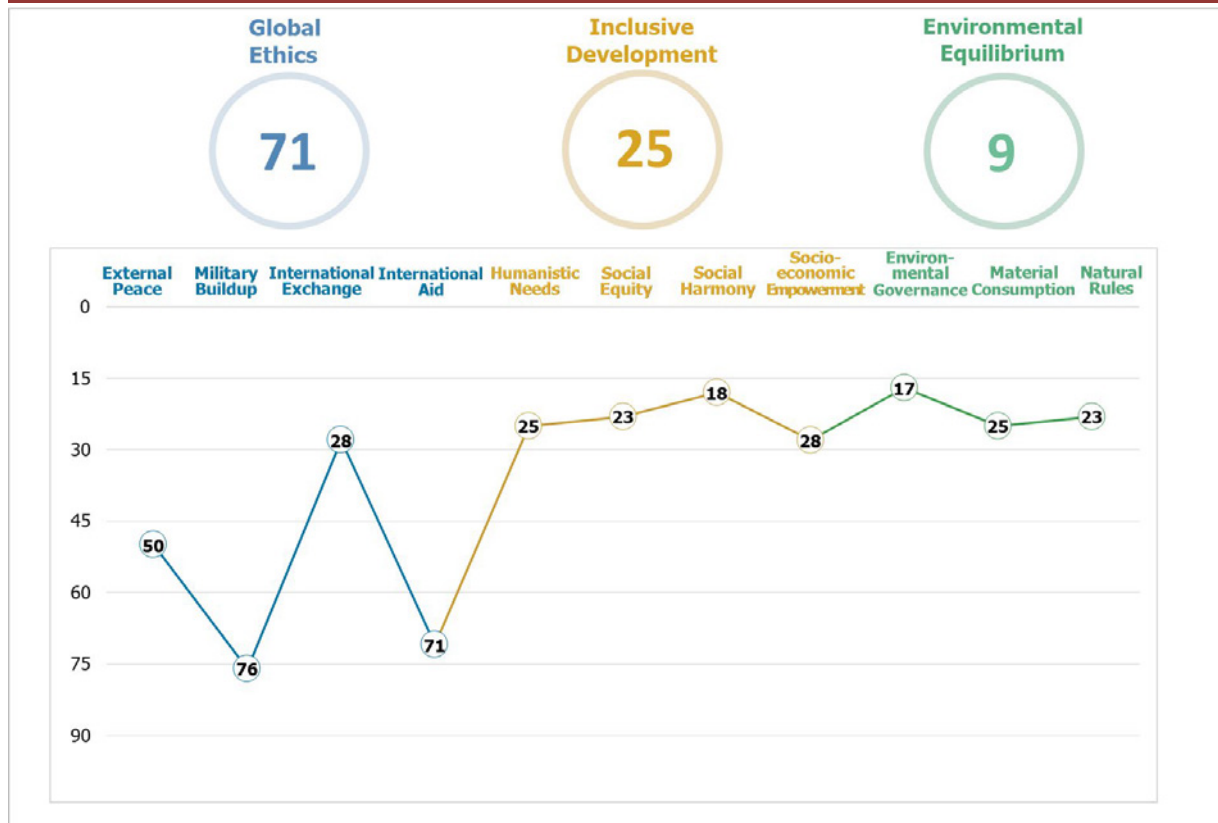 Global
Ethics
71
Inclusive
Development
25
Environmental
Equilibrium
9
External
Peace
Military
Buildup
International
Exchange
International
Aid
Humanistic
Needs
Social
Equity
Social
Harmony
Socio-
economic
Empowerment
Environ-
mental
Governance
Material
Consumption
Natural
Rules
0
15
30
45
60
75
90
50
76
28
71
25
23
18
28
17
25
23